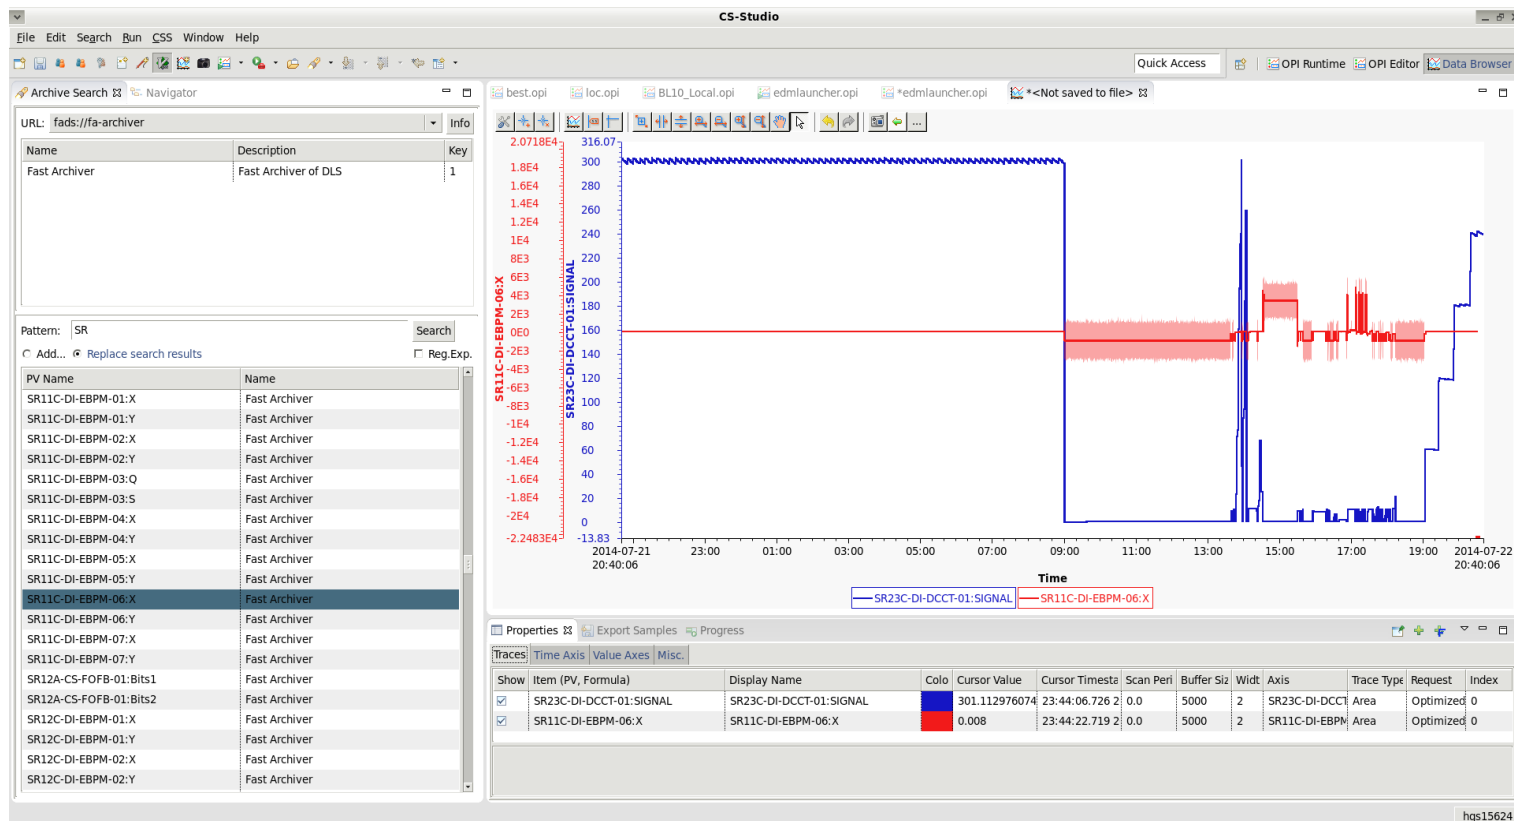 CS-Studio
File Edit Search Run CSS Window Help
Quick Access OPI Runtime OPI Editor Data Browser
Archive Search Navigator
URL: fads://fa-archiver Info
Name Description Key
Fast Archiver Fast Archiver of DLS 1
Pattern: SR Search
Add... Replace search results Reg.Exp.
PV Name Name
SR11C-DI-EBPM-01:X Fast Archiver
SR11C-DI-EBPM-01:Y Fast Archiver
SR11C-DI-EBPM-02:X Fast Archiver
SR11C-DI-EBPM-02:Y Fast Archiver
SR11C-DI-EBPM-03:Q Fast Archiver
SR11C-DI-EBPM-03:S Fast Archiver
SR11C-DI-EBPM-04:X Fast Archiver
SR11C-DI-EBPM-04:Y Fast Archiver
SR11C-DI-EBPM-05:X Fast Archiver
SR11C-DI-EBPM-05:Y Fast Archiver
SR11C-DI-EBPM-06:X Fast Archiver
SR11C-DI-EBPM-06:Y Fast Archiver
SR11C-DI-EBPM-07:X Fast Archiver
SR11C-DI-EBPM-07:Y Fast Archiver
SR12A-CS-FOFB-01:Bits1 Fast Archiver
SR12A-CS-FOFB-01:Bits2 Fast Archiver
SR12C-DI-EBPM-01:X Fast Archiver
SR12C-DI-EBPM-01:Y Fast Archiver
SR12C-DI-EBPM-02:X Fast Archiver
SR12C-DI-EBPM-02:Y Fast Archiver
best.opi loc.opi BL10_Local.opi edmlauncher.opi *edmlauncher.opi *<Not saved to file>
...
SR11C-DI-EBPM-06:X
2.0718E4
1.8E4
1.6E4
1.4E4
1.2E4
1E4
8E3
6E3
4E3
2E3
0E0
-2E3
-4E3
-6E3
-8E3
-1E4
-1.2E4
-1.4E4
-1.6E4
-1.8E4
-2E4
-2.2483E4
SR23C-DI-DCCT-01:SIGNAL
316.07
300
280
260
240
220
200
180
160
140
120
100
80
60
40
20
0
-13.83
2014-07-21 23:00 01:00 03:00 05:00 07:00 09:00 11:00 13:00 15:00 17:00 19:00 2014-07-22
20:40:06 20:40:06
Time
SR23C-DI-DCCT-01:SIGNAL SR11C-DI-EBPM-06:X
Properties Export Samples Progress
Traces Time Axis Value Axes Misc.
Show Item (PV, Formula) Display Name Colo Cursor Value Cursor Timesta Scan Peri Buffer Siz Widt Axis Trace Type Request Index
SR23C-DI-DCCT-01:SIGNAL SR23C-DI-DCCT-01:SIGNAL 301.112976074 23:44:06.726 2 0.0 5000 2 SR23C-DI-DCCT Area Optimized 0
SR11C-DI-EBPM-06:X SR11C-DI-EBPM-06:X 0.008 23:44:22.719 2 0.0 5000 2 SR11C-DI-EBPM Area Optimized 0
hgs15624